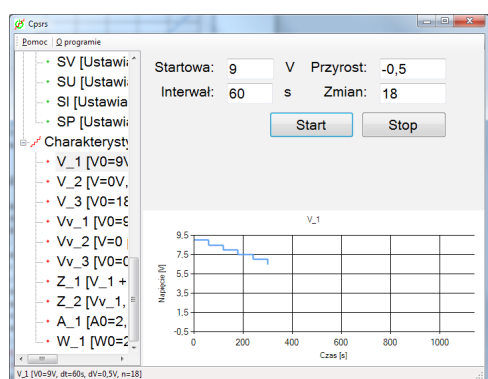 Cpsrs
Pomoc O programie
SV [Ustawi
SU [Ustawi
SI [Ustawia
SP [Ustawi
Charakterysty
V_1 [V0=9V
V_2 [V=0V,
V_3 [V0=18
Vv_1 [V0=9
Vv_2 [V=0
Vv_3 [V0=0
Z_1 [V_1 +
Z_2 [Vv_1,
A_1 [A0=2,
W_1 [W0=2
Startowa: 9 V Przyrost: -0,5
Interwał: 60 s Zmian: 18
Start Stop
V_1
Napięcie [V]
9,5
7,5
5,5
3,5
1,5
-0,5
0 200 400 600 800 1000
Czas [s]
V_1 [V0=9V, dt=60s, dV=0,5V, n=18]